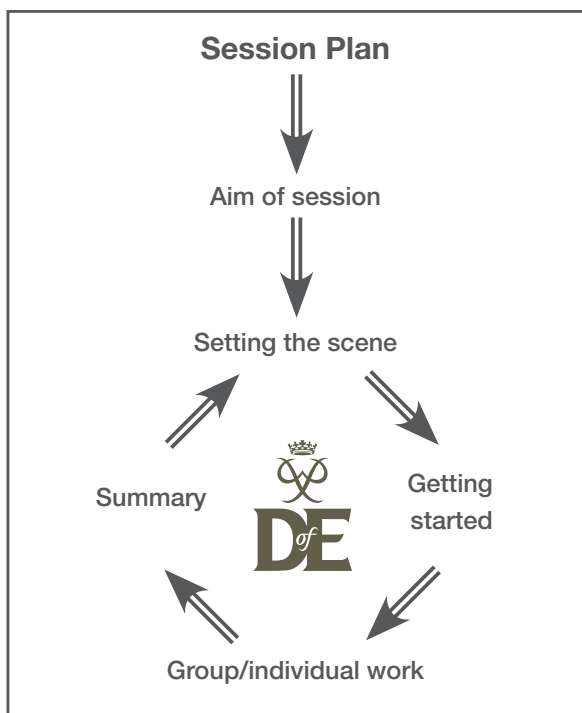 Session Plan
Aim of session
Setting the scene
Getting
started
Summary
DofE
Group/individual work